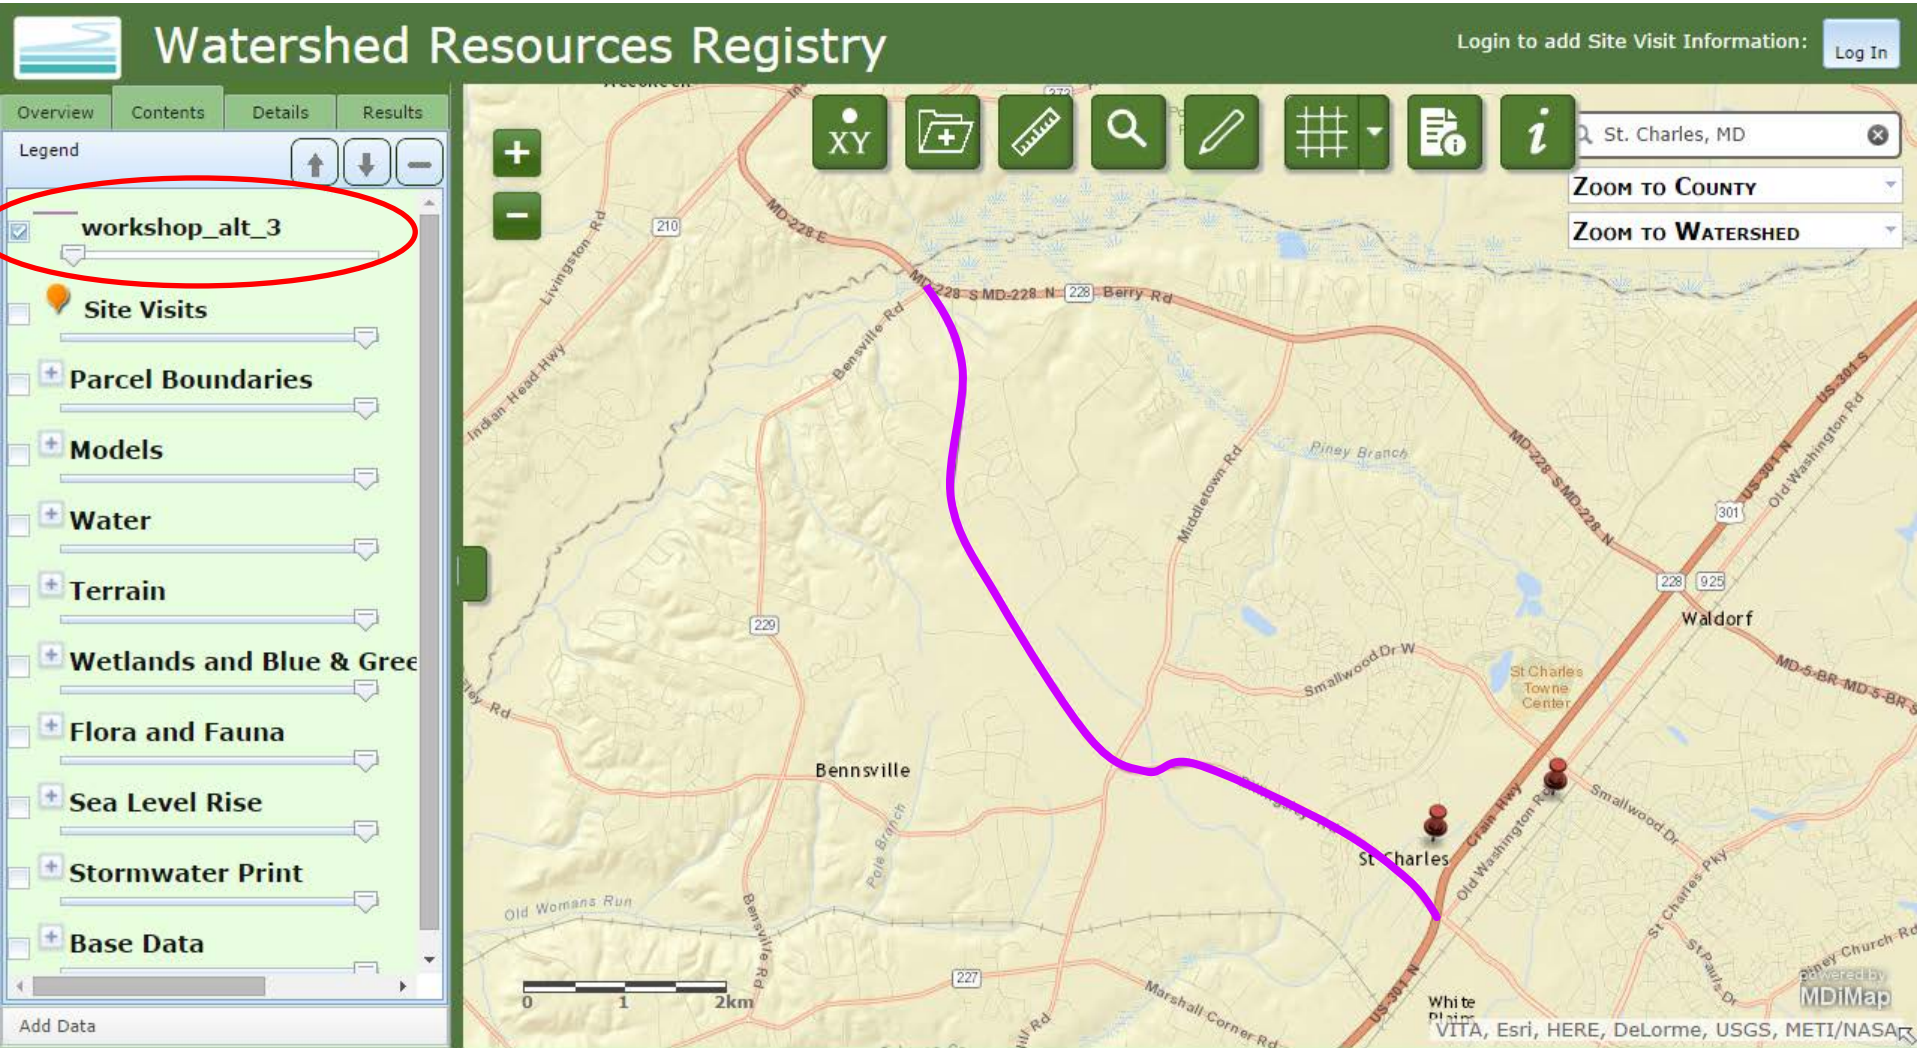 Watershed Resources Registry
Login to add Site Visit Information:
Log In
Overview
Contents
Details
Results
Legend
workshop_alt_3
Site Visits
Parcel Boundaries
Models
Water
Terrain
Wetlands and Blue & Gree
Flora and Fauna
Sea Level Rise
Stormwater Print
Base Data
Add Data
+
−
XY
i
St. Charles, MD
ZOOM TO COUNTY
ZOOM TO WATERSHED
273
210
Livingston Rd
Indian Head Hwy
MD-228 E
MD-228 S MD-228 N
228
Berry Rd
Bensville Rd
Middletown Rd
Piney Branch
MD-228 S MD-228 N
US-301 S
US-301 N
Old Washington Rd
301
228
925
Waldorf
229
Smallwood Dr W
St Charles
Towne
Center
MD-5-BR MD 5-BR S
Rd
Bennsville
Pole Branch
Old Womans Run
Bensville Rd
St Charles
Crain Hwy
Old Washington Rd
Smallwood Dr
St Charles Pky
St Pauls Dr
Piney Church Rd
227
Marshall Corner Rd
US-301 N
White
Plains
0 1 2km
powered by
MDiMap
VITA, Esri, HERE, DeLorme, USGS, METI/NASA